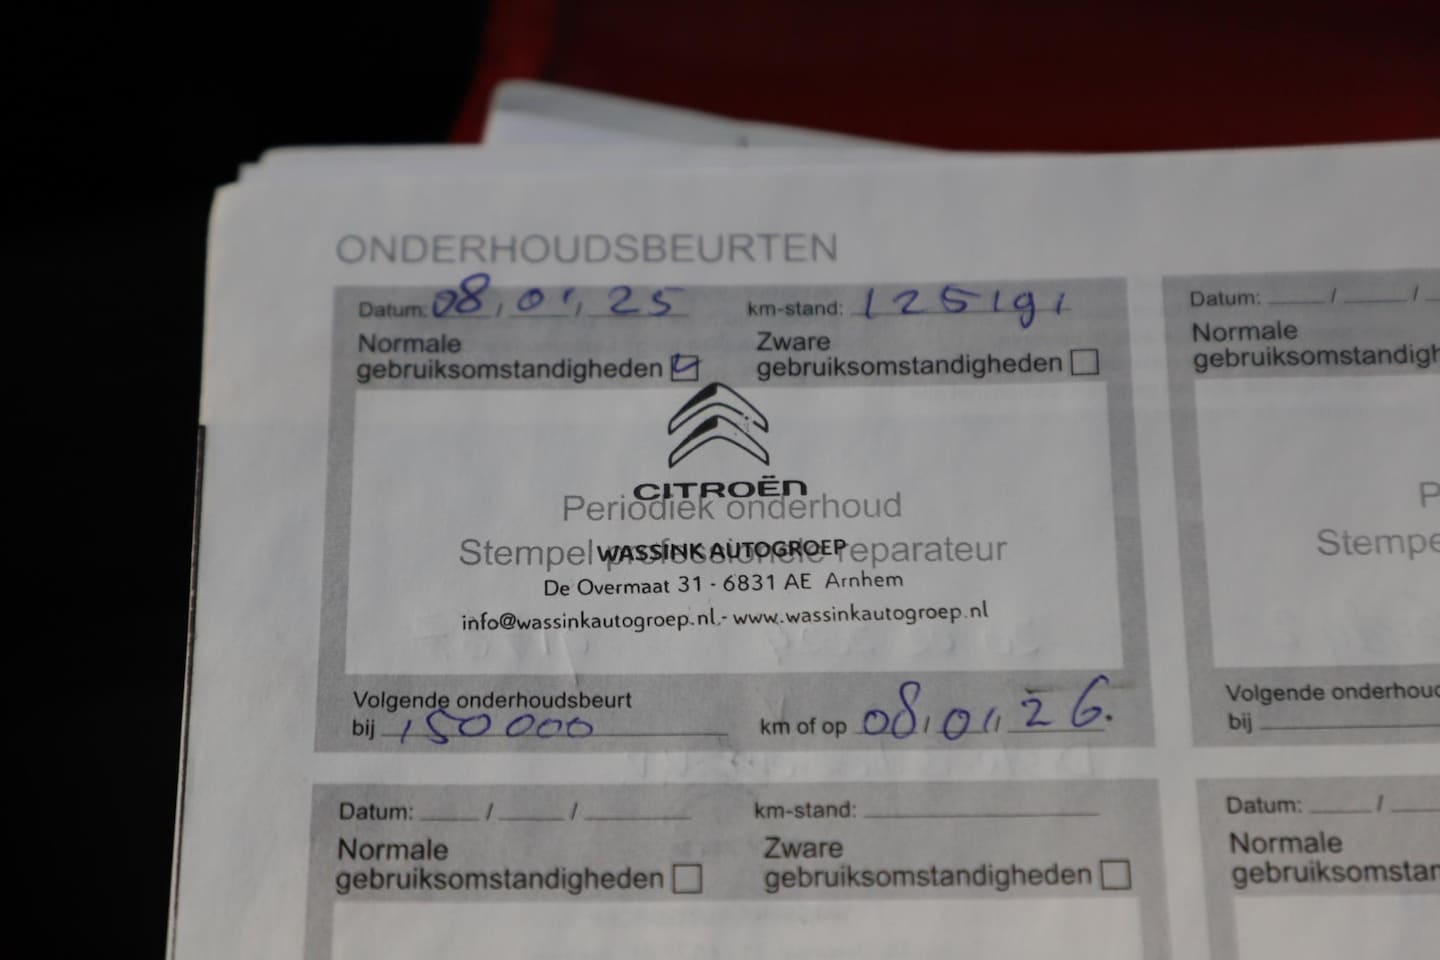 ONDERHOUDSBEURTEN
Datum: 08/01/25 km-stand: 125191
Normale gebruiksomstandigheden Zware gebruiksomstandigheden
CITROËN
Periodiek onderhoud
Stempel professionele reparateur
WASSINK AUTOGROEP
De Overmaat 31 - 6831 AE Arnhem
info@wassinkautogroep.nl - www.wassinkautogroep.nl
Volgende onderhoudsbeurt
bij 150000 km of op 08/01/26.
Datum: / / km-stand:
Normale gebruiksomstandigheden Zware gebruiksomstandigheden
Datum: / /
Normale
gebruiksomstandigh
P
Stempe
Volgende onderhoud
bij
Datum: /
Normale
gebruiksomstan